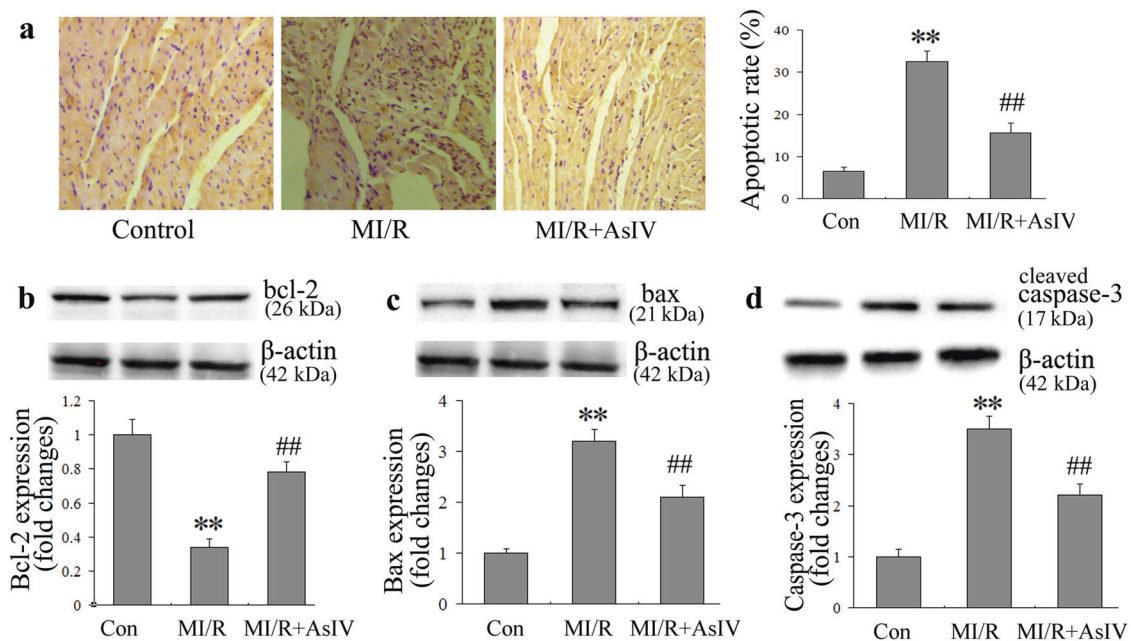 a
Control
MI/R
MI/R+AsIV
Apoptotic rate (%)
40
30
20
10
0
**
##
Con
MI/R
MI/R+AsIV
b
bcl-2
(26 kDa)
β-actin
(42 kDa)
Bcl-2 expression
(fold changes)
1.2
1
0.8
0.6
0.4
0.2
0
**
##
Con
MI/R
MI/R+AsIV
c
bax
(21 kDa)
β-actin
(42 kDa)
Bax expression
(fold changes)
4
3
2
1
0
**
##
Con
MI/R
MI/R+AsIV
d
cleaved
caspase-3
(17 kDa)
β-actin
(42 kDa)
Caspase-3 expression
(fold changes)
4
3
2
1
0
**
##
Con
MI/R
MI/R+AsIV